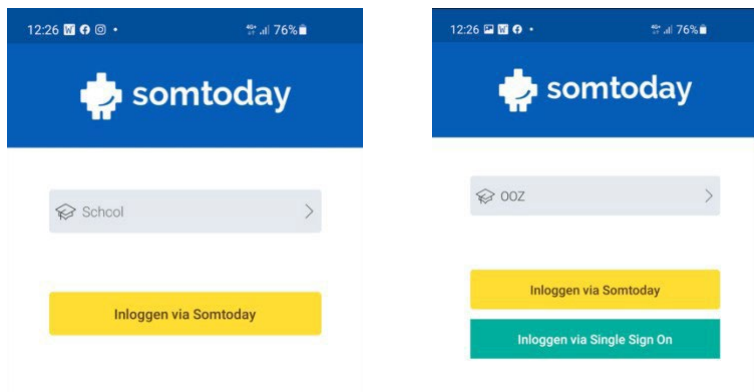 12:26
76%
somtoday
School
Inloggen via Somtoday
12:26
76%
somtoday
OOZ
Inloggen via Somtoday
Inloggen via Single Sign On